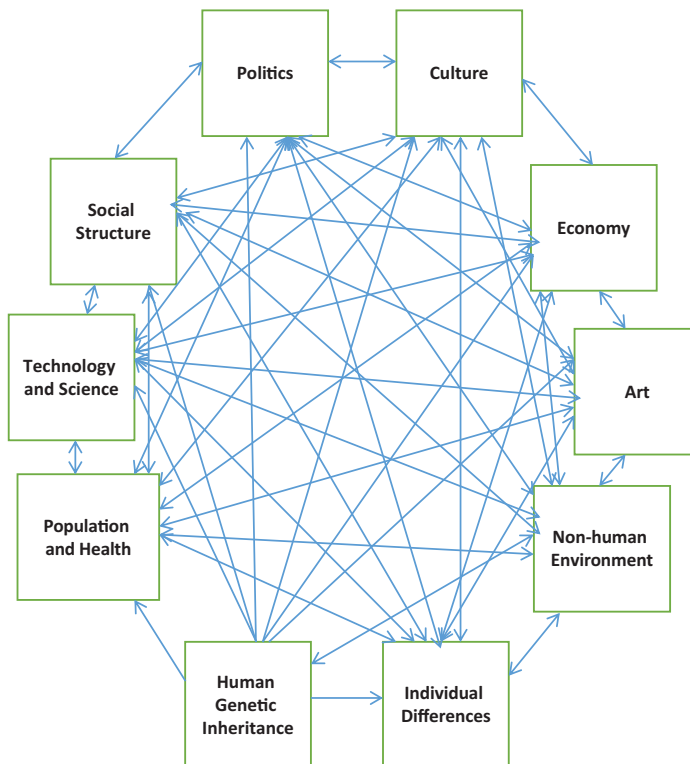 Politics
Culture
Social
Structure
Economy
Technology
and Science
Art
Population
and Health
Non-human
Environment
Human
Genetic
Inheritance
Individual
Differences